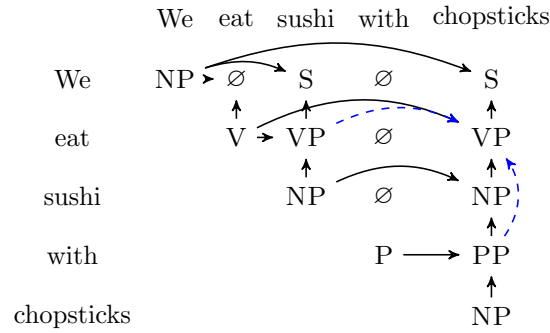 We eat sushi with chopsticks
We NP ∅ S ∅ S
eat V VP ∅ VP
sushi NP ∅ NP
with P PP
chopsticks NP